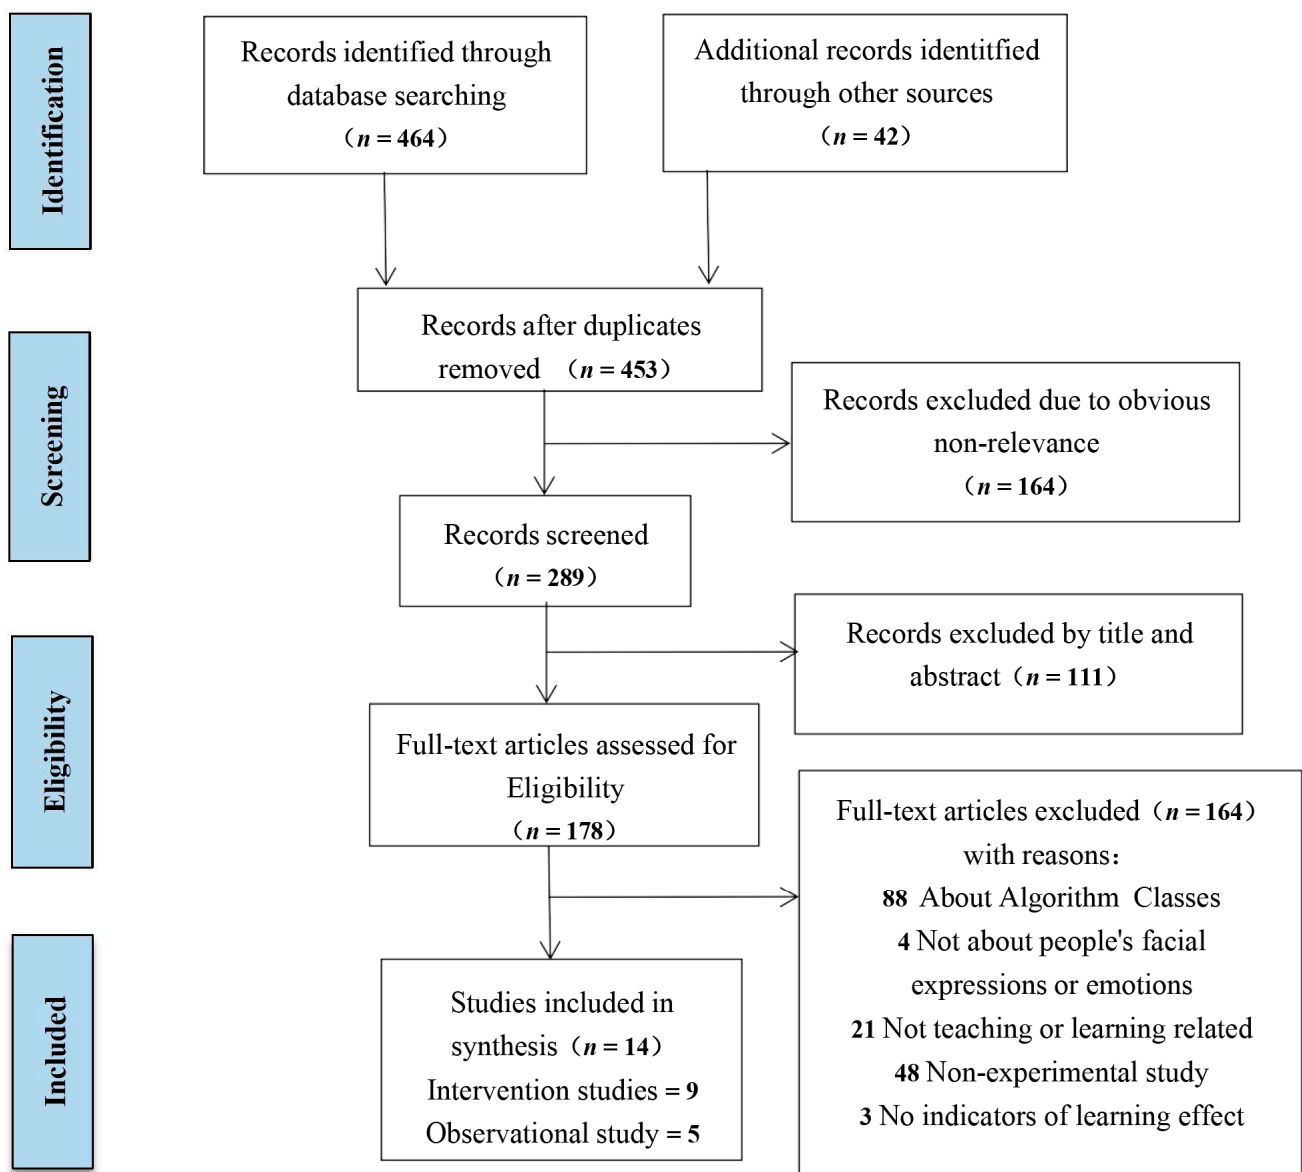 Identification
Records identified through
database searching
（n = 464）
Additional records identitfied
through other sources
（n = 42）
Screening
Records after duplicates
removed （n = 453）
Records excluded due to obvious
non-relevance
（n = 164）
Records screened
（n = 289）
Eligibility
Records excluded by title and
abstract（n = 111）
Full-text articles assessed for
Eligibility
（n = 178）
Full-text articles excluded（n = 164）
with reasons：
88 About Algorithm Classes
4 Not about people's facial
expressions or emotions
21 Not teaching or learning related
48 Non-experimental study
3 No indicators of learning effect
Included
Studies included in
synthesis（n = 14）
Intervention studies = 9
Observational study = 5